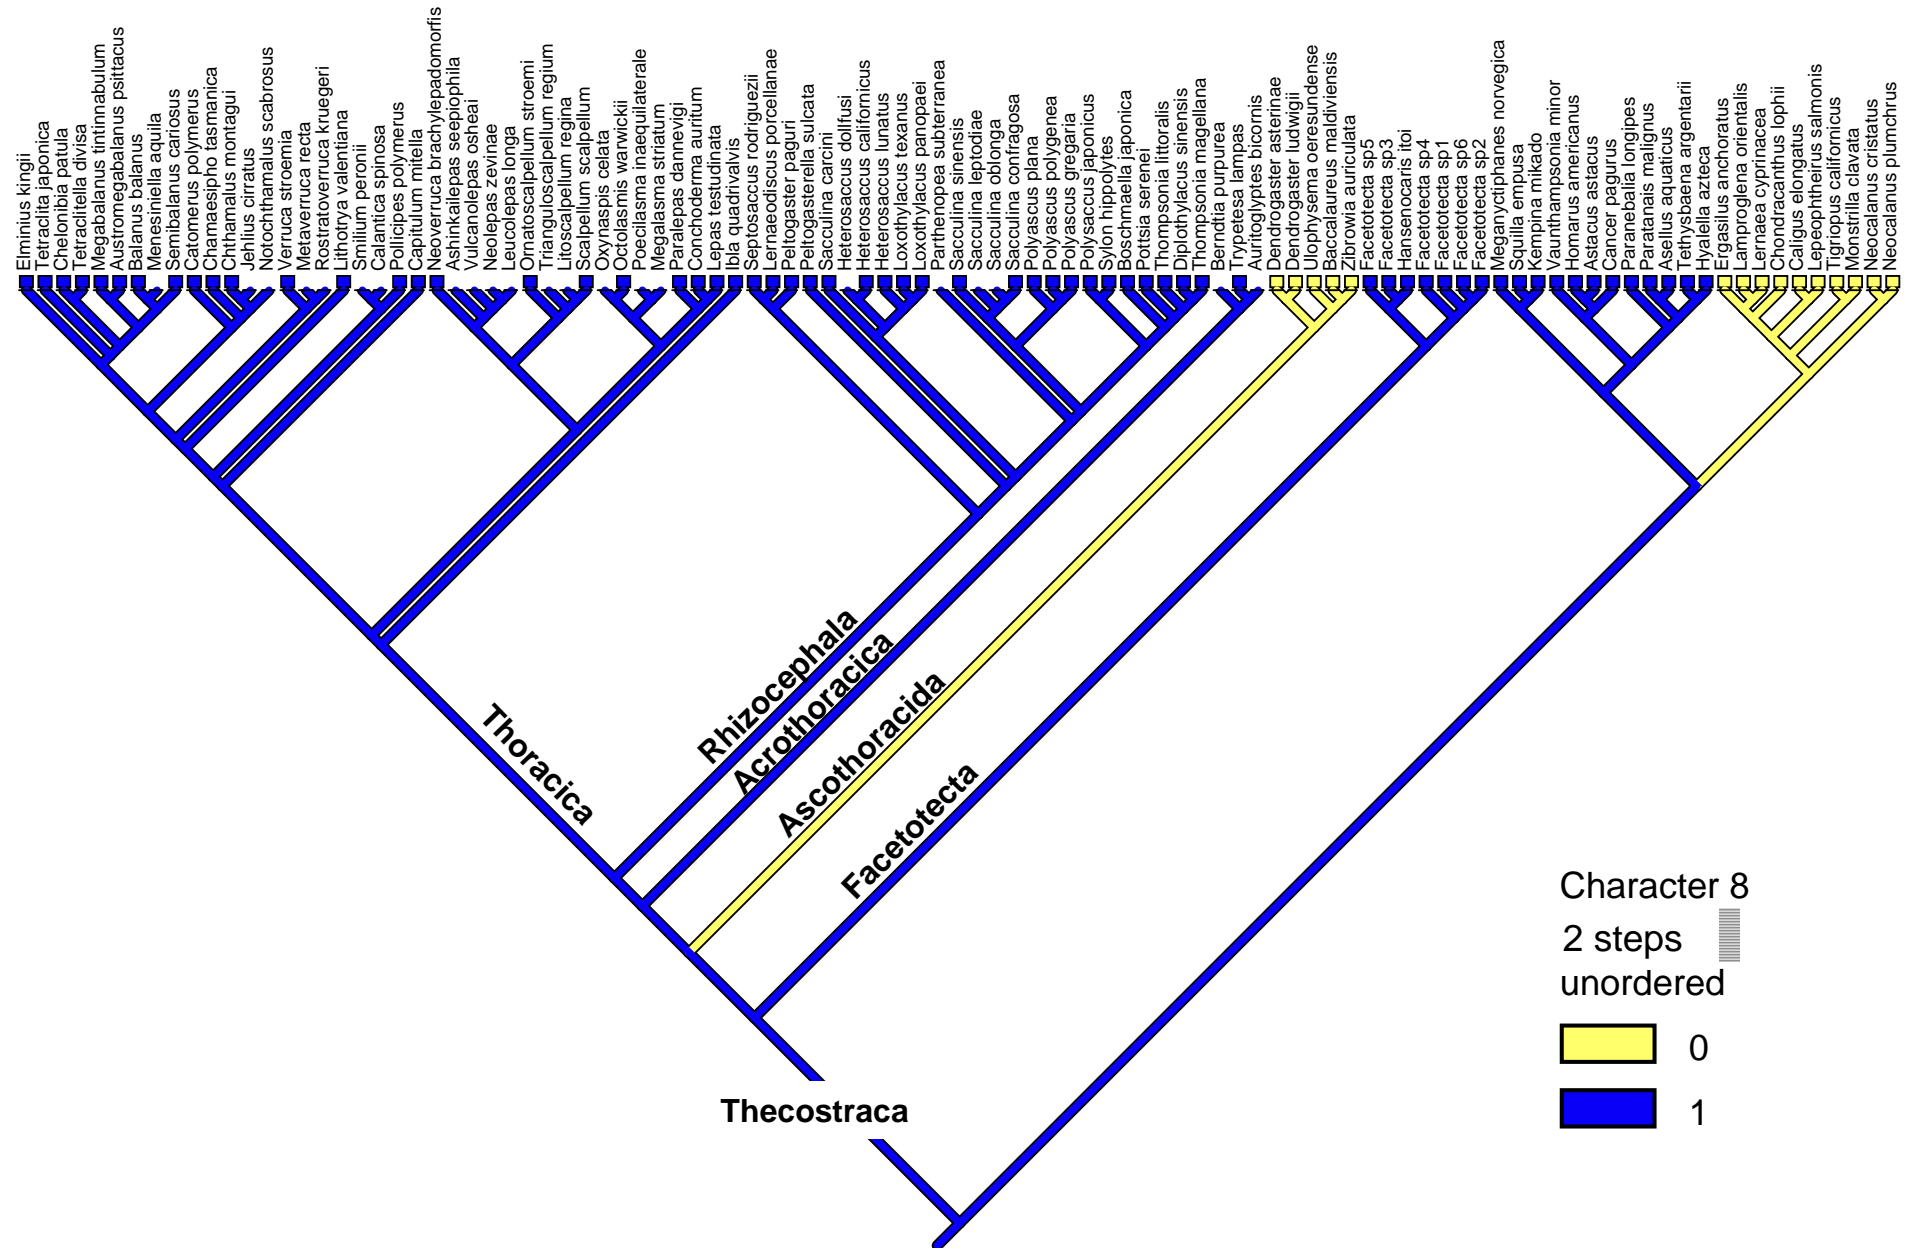 Elminius kingii
Tetraclita japonica
Chelonibia patula
Tetraclitella divisa
Megabalanus tintinnabulum
Austromegabalanus psittacus
Balanus balanus
Menesiniella aquila
Semibalanus cariosus
Catomerus polymerus
Chamaesipho tasmanica
Chthamalus montagui
Jehlius cirratus
Notochthamalus scabrosus
Verruca stroemia
Metaverruca recta
Rostratoverruca kruegeri
Lithotrya valentiana
Smilium peronii
Calantica spinosa
Pollicipes polymerus
Capitulum mitella
Neoverruca brachylepadomorfis
Ashinkailepas seepiophila
Vulcanolepas osheai
Neolepas zevinae
Leucolepas longa
Ornatoscalpellum stroemi
Trianguloscalpellum regium
Litoscalpellum regina
Scalpellum scalpellum
Oxynaspis celata
Octolasmis warwickii
Poecilasma inaequilaterale
Megalasma striatum
Paralepas dannevigi
Conchoderma auritum
Lepas testudinata
Ibla quadrivalvis
Septosaccus rodriguezii
Lernaeodiscus porcellanae
Peltogaster paguri
Peltogasterella sulcata
Sacculina carcini
Heterosaccus dollfusi
Heterosaccus californicus
Heterosaccus lunatus
Loxothylacus texanus
Loxothylacus panopaei
Parthenopea subterranea
Sacculina sinensis
Sacculina leptodiae
Sacculina oblonga
Sacculina confragosa
Polyascus plana
Polyascus polygenea
Polyascus gregaria
Polysaccus japonicus
Sylon hippolytes
Boschmaella japonica
Pottsia serenei
Thompsonia littoralis
Diplothylacus sinensis
Thompsonia magellana
Berndtia purpurea
Trypetesa lampas
Auritoglyptes bicornis
Dendrogaster asterinae
Dendrogaster ludwigii
Ulophysema oeresundense
Baccalaureus maldiviensis
Zibrowia auriculata
Facetotecta sp5
Facetotecta sp3
Hansenocaris itoi
Facetotecta sp4
Facetotecta sp1
Facetotecta sp6
Facetotecta sp2
Meganyctiphanes norvegica
Squilla empusa
Kempina mikado
Vaunthampsonia minor
Homarus americanus
Astacus astacus
Cancer pagurus
Paranebalia longipes
Paratanais malignus
Asellus aquaticus
Tethysbaena argentarii
Hyalella azteca
Ergasilus anchoratus
Lamproglena orientalis
Lernaea cyprinacea
Chondracanthus lophii
Caligus elongatus
Lepeophtheirus salmonis
Tigriopus californicus
Monstrilla clavata
Neocalanus cristatus
Neocalanus plumchrus
Thoracica
Rhizocephala
Acrothoracica
Ascothoracida
Facetotecta
Thecostraca
Character 8
2 steps
unordered
0
1